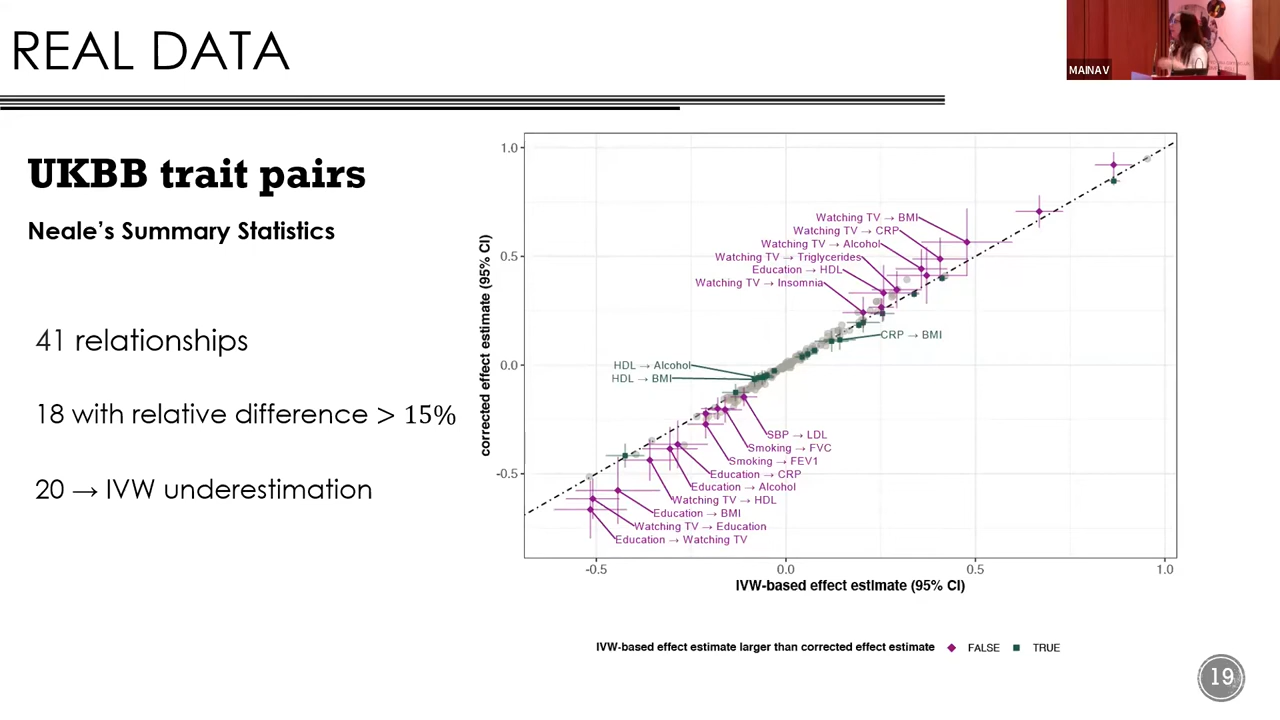 REAL DATA
MAINAV
UKBB trait pairs
Neale’s Summary Statistics
41 relationships
18 with relative difference > 15%
20 → IVW underestimation
corrected effect estimate (95% CI)
1.0
0.5
0.0
-0.5
Watching TV → BMI
Watching TV → CRP
Watching TV → Alcohol
Watching TV → Triglycerides
Education → HDL
Watching TV → Insomnia
CRP → BMI
HDL → Alcohol
HDL → BMI
SBP → LDL
Smoking → FVC
Smoking → FEV1
Education → CRP
Education → Alcohol
Watching TV → HDL
Education → BMI
Watching TV → Education
Education → Watching TV
-0.5 0.0 0.5 1.0
IVW-based effect estimate (95% CI)
IVW-based effect estimate larger than corrected effect estimate FALSE TRUE
19